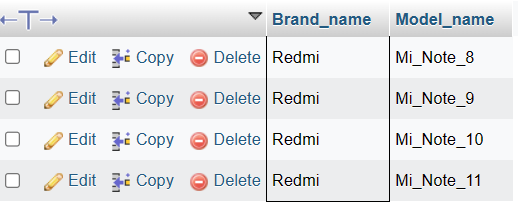 Brand_name Model_name
Edit Copy Delete Redmi Mi_Note_8
Edit Copy Delete Redmi Mi_Note_9
Edit Copy Delete Redmi Mi_Note_10
Edit Copy Delete Redmi Mi_Note_11